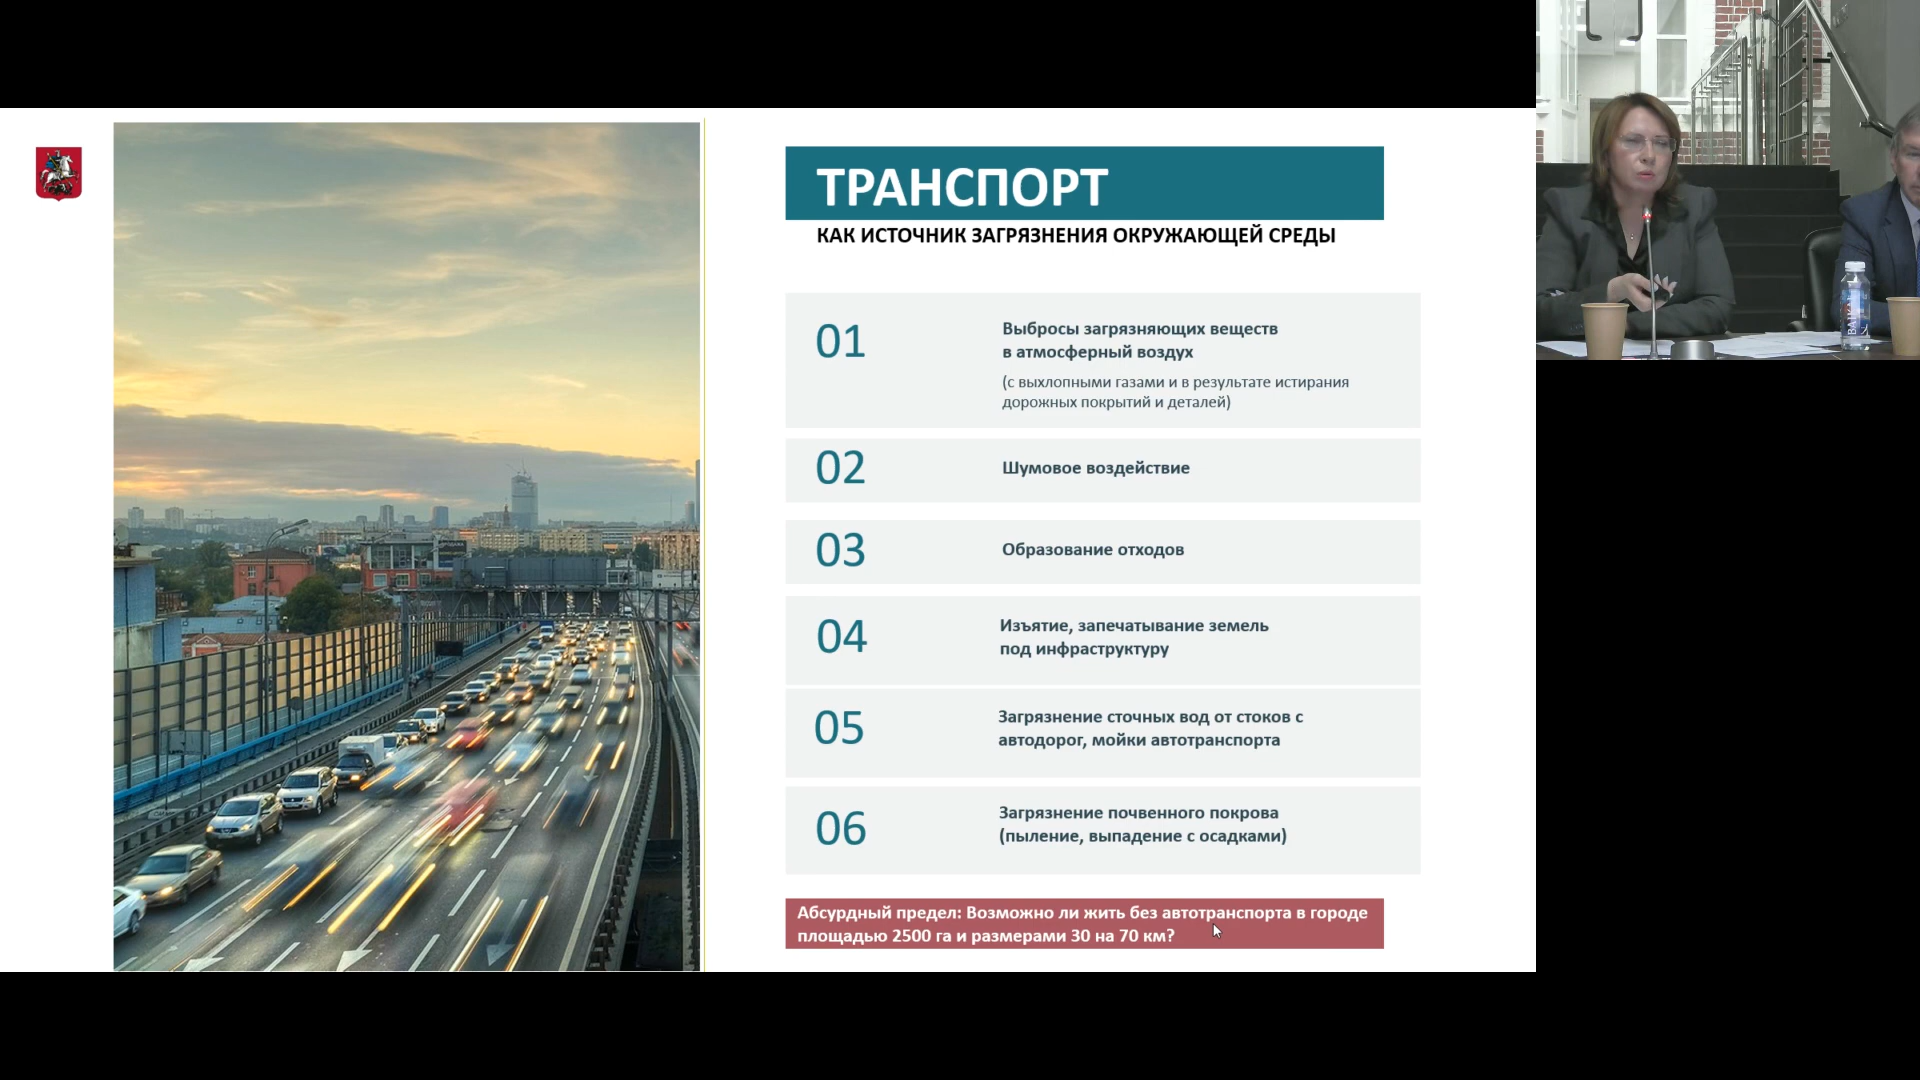 ТРАНСПОРТ
КАК ИСТОЧНИК ЗАГРЯЗНЕНИЯ ОКРУЖАЮЩЕЙ СРЕДЫ
01
Выбросы загрязняющих веществ
в атмосферный воздух
(с выхлопными газами и в результате истирания
дорожных покрытий и деталей)
02
Шумовое воздействие
03
Образование отходов
04
Изъятие, запечатывание земель
под инфраструктуру
05
Загрязнение сточных вод от стоков с
автодорог, мойки автотранспорта
06
Загрязнение почвенного покрова
(пыление, выпадение с осадками)
Абсурдный предел: Возможно ли жить без автотранспорта в городе
площадью 2500 га и размерами 30 на 70 км?